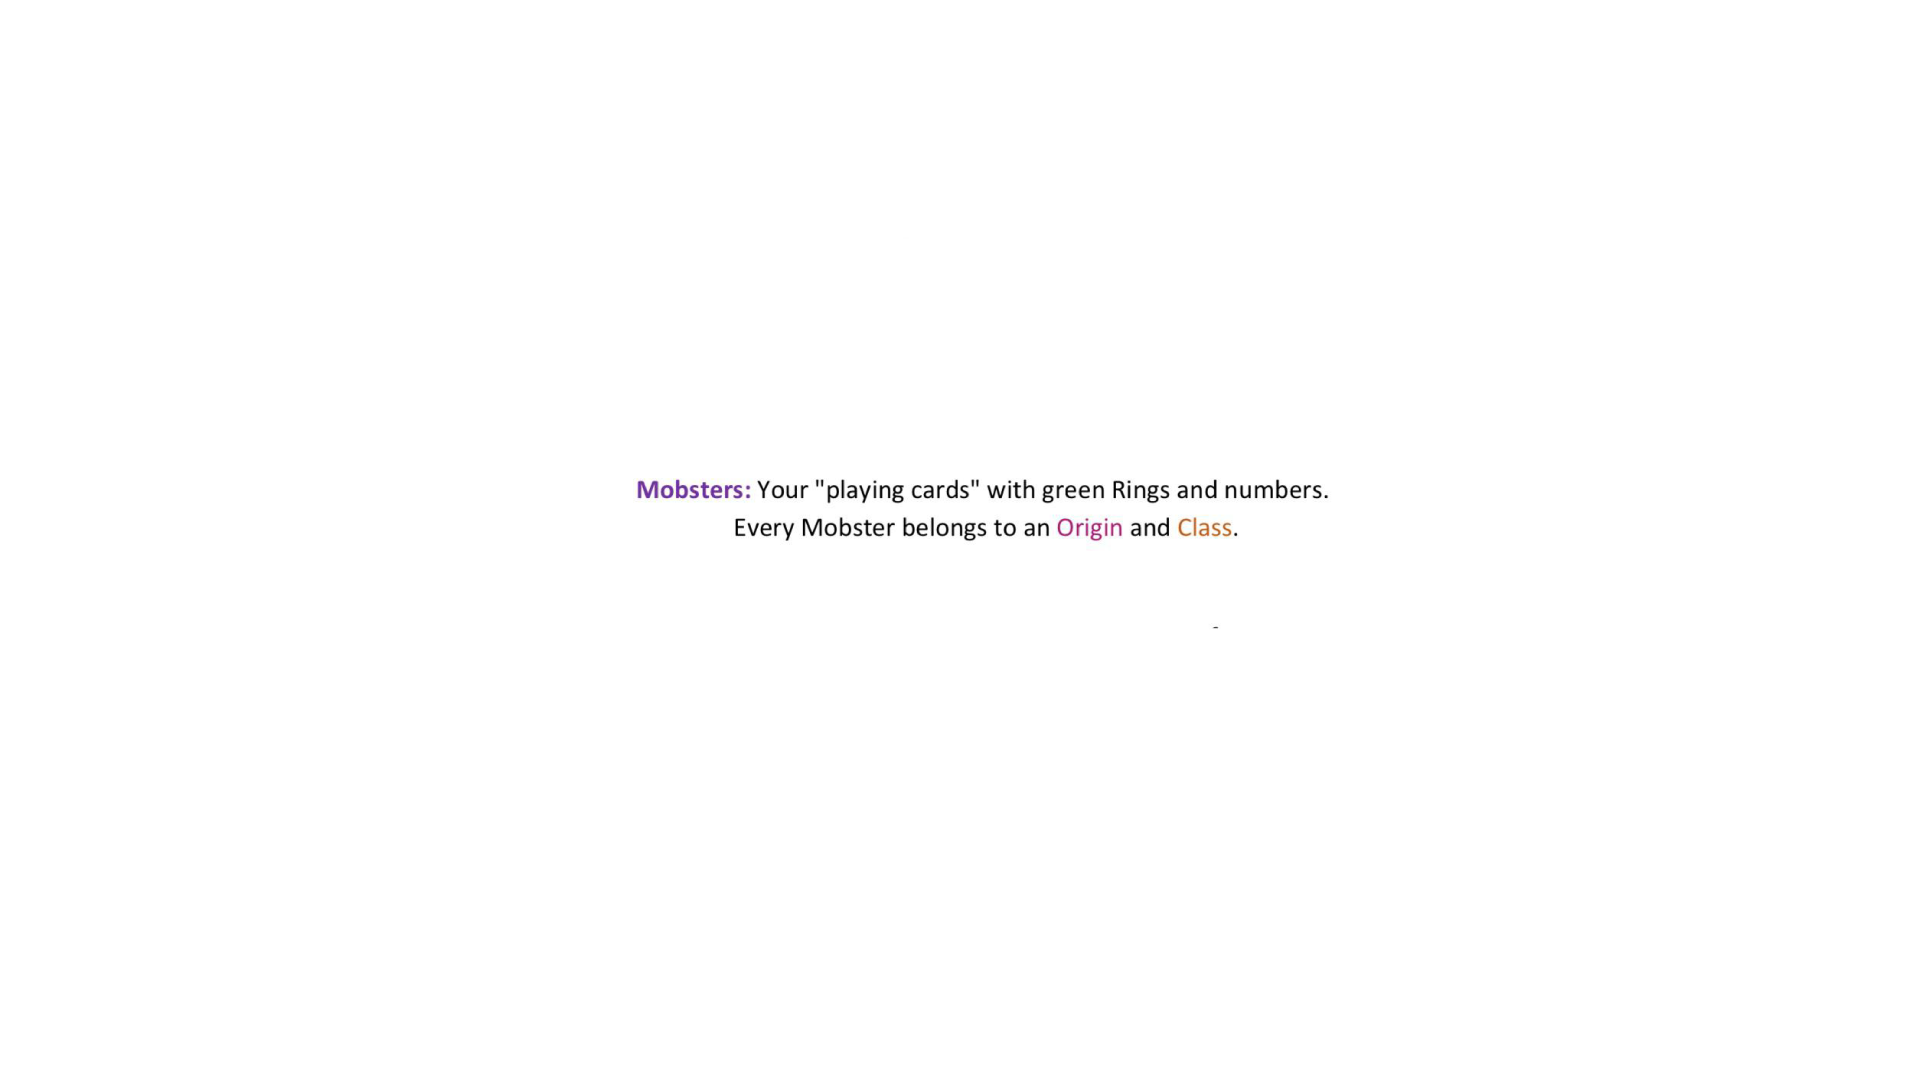 Mobsters: Your "playing cards" with green Rings and numbers.
Every Mobster belongs to an Origin and Class.
-